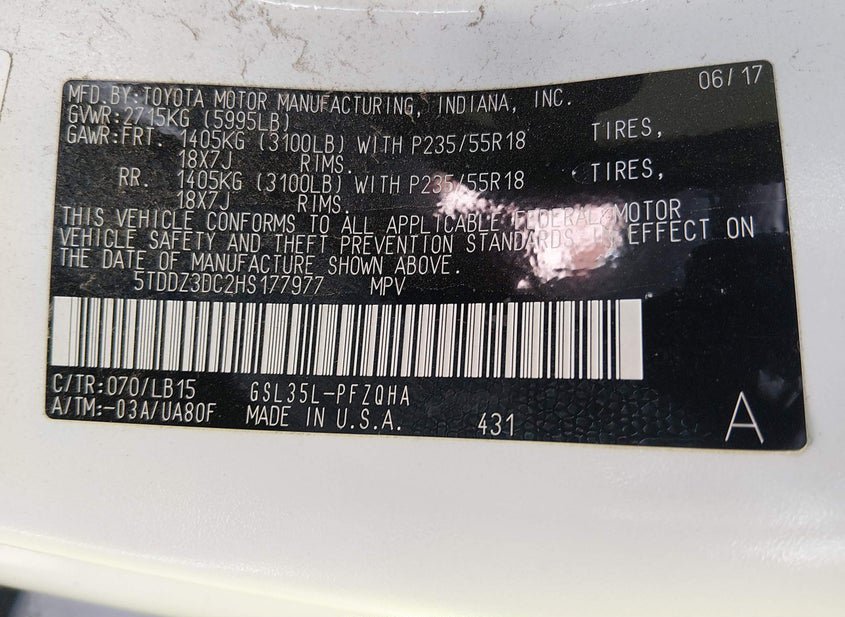 06/17
MFD.BY:TOYOTA MOTOR MANUFACTURING, INDIANA, INC.
GVWR:2715KG (5995LB)
GAWR:FRT. 1405KG (3100LB) WITH P235/55R18 TIRES,
18X7J RIMS.
RR. 1405KG (3100LB) WITH P235/55R18 TIRES,
18X7J RIMS.
THIS VEHICLE CONFORMS TO ALL APPLICABLE FEDERAL MOTOR
VEHICLE SAFETY AND THEFT PREVENTION STANDARDS IN EFFECT ON
THE DATE OF MANUFACTURE SHOWN ABOVE.
5TDDZ3DC2HS177977 MPV
C/TR:070/LB15 GSL35L-PFZQHA
A/TM:-03A/UA80F MADE IN U.S.A. 431 A